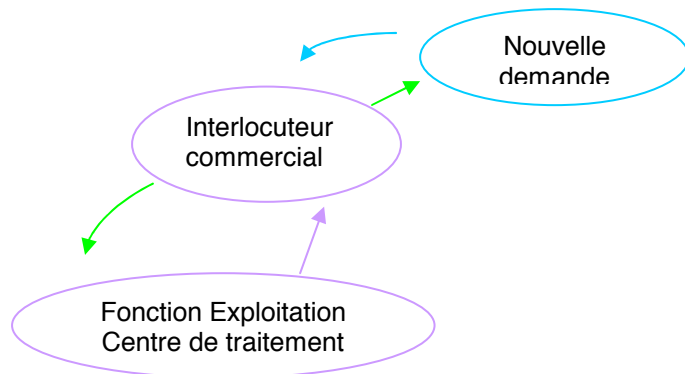 Nouvelle
demande
Interlocuteur
commercial
Fonction Exploitation
Centre de traitement